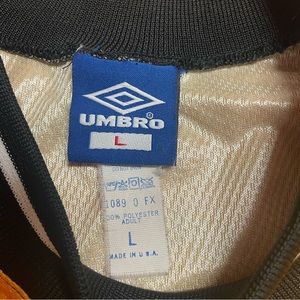 UMBRO ®
L
1089 0 FX
100% POLYESTER
ADULT
L
MADE IN U.S.A.